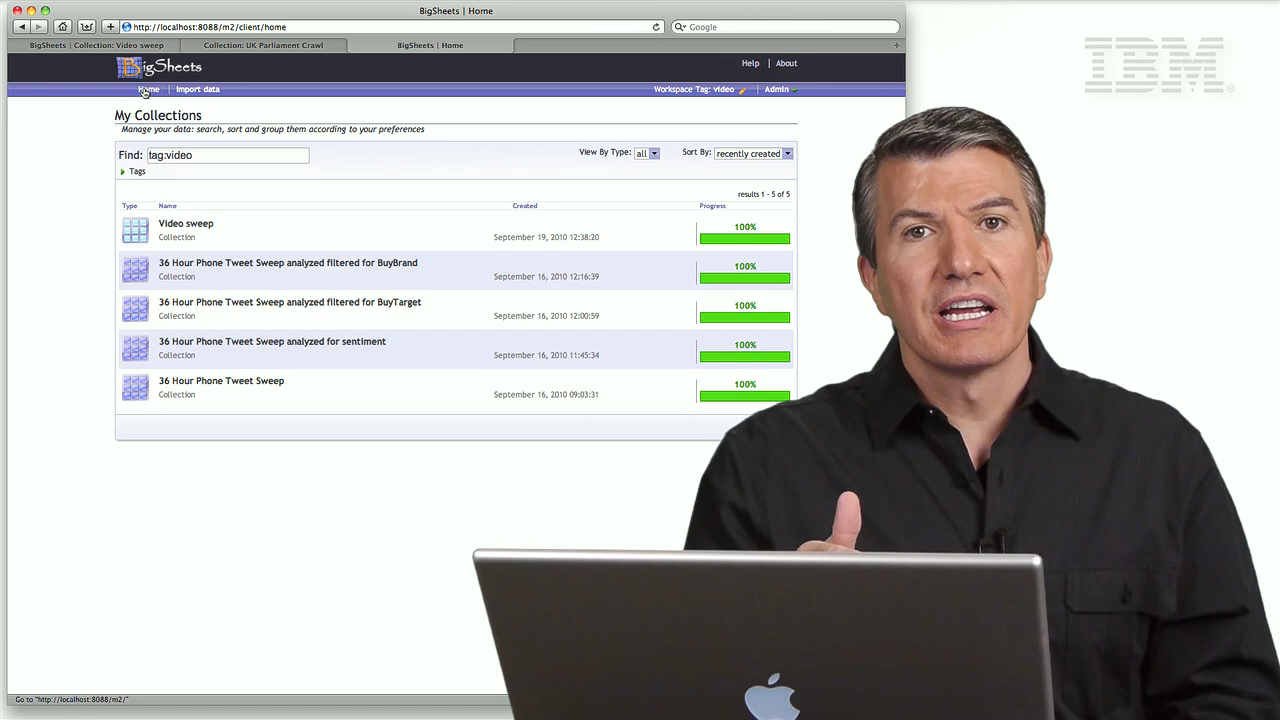 BigSheets | Home
http://localhost:8088/m2/client/home
Google
BigSheets | Collection: Video sweep
Collection: UK Parliament Crawl
BigSheets | Home
BigSheets
Help | About
Home | Import data
Workspace Tag: video | Admin
IBM
My Collections
Manage your data: search, sort and group them according to your preferences
Find: tag:video
View By Type: all
Sort By: recently created
Tags
results 1 - 5 of 5
Type Name Created Progress
Video sweep
Collection
September 19, 2010 12:38:20
100%
36 Hour Phone Tweet Sweep analyzed filtered for BuyBrand
Collection
September 16, 2010 12:16:39
100%
36 Hour Phone Tweet Sweep analyzed filtered for BuyTarget
Collection
September 16, 2010 12:00:59
100%
36 Hour Phone Tweet Sweep analyzed for sentiment
Collection
September 16, 2010 11:45:34
100%
36 Hour Phone Tweet Sweep
Collection
September 16, 2010 09:03:31
100%
Go to "http://localhost:8088/m2/"